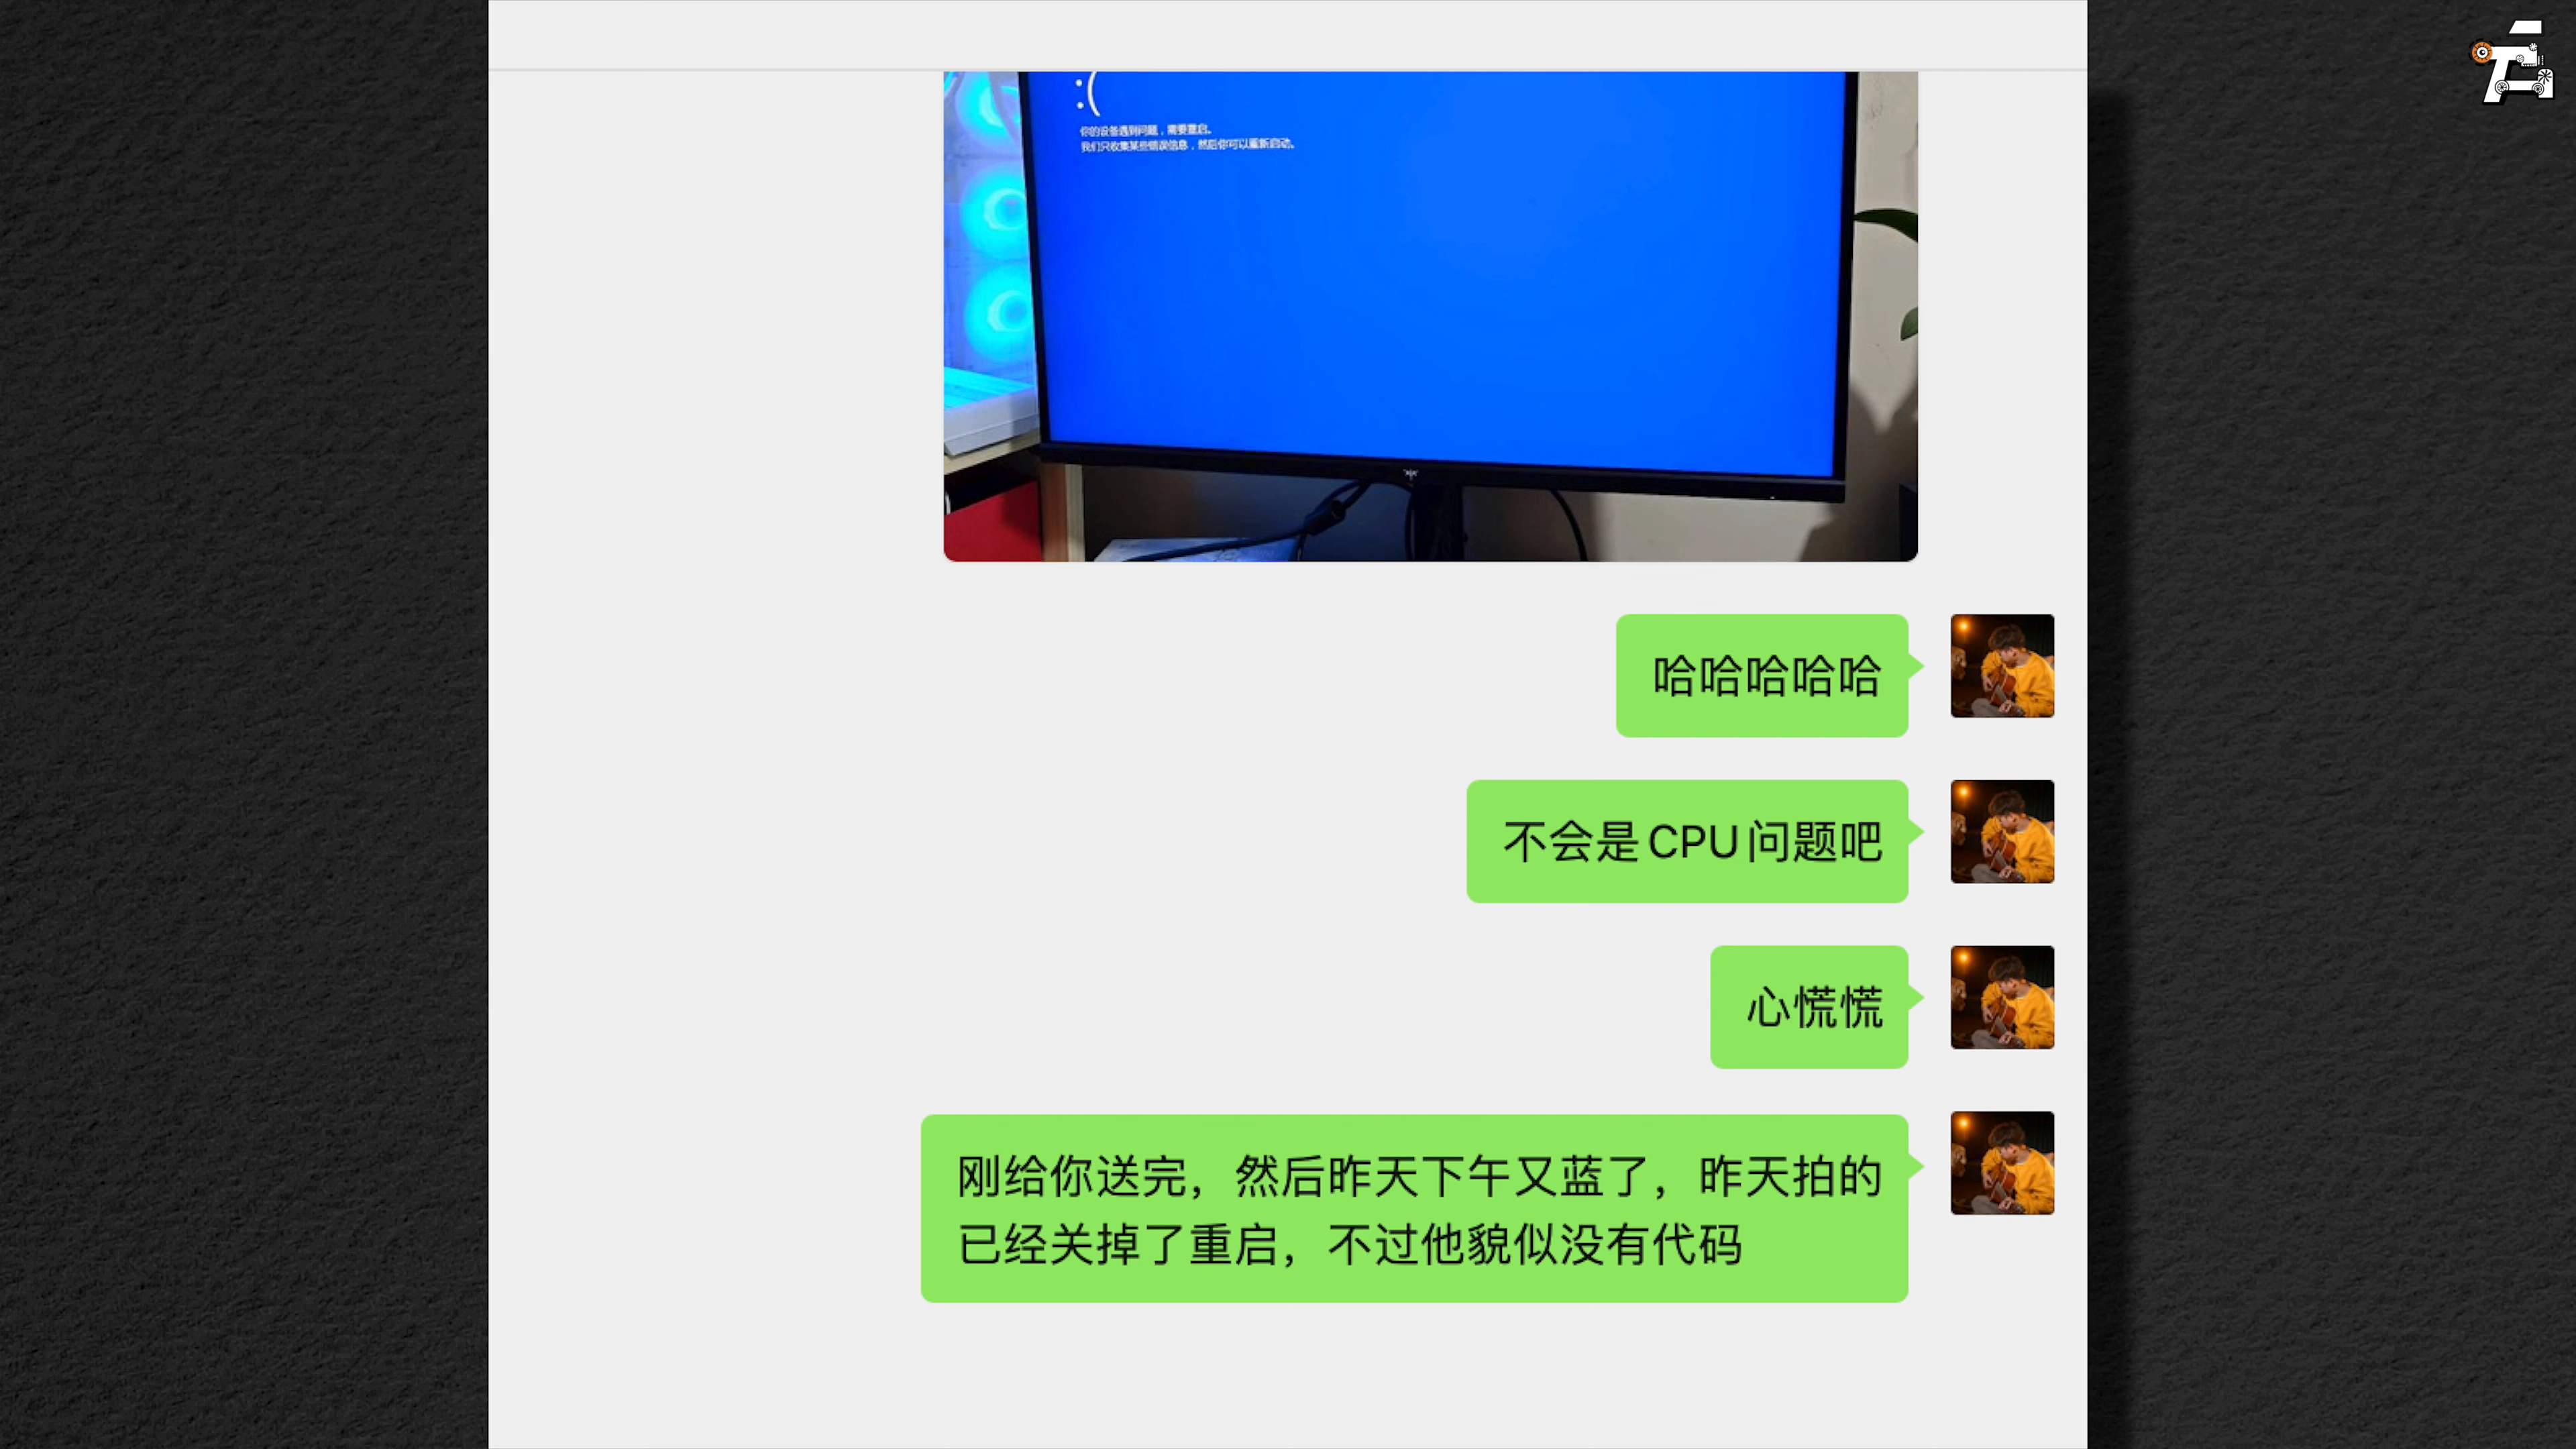 :(
你的设备遇到问题，需要重启。
我们只收集某些错误信息，然后你可以重新启动。
哈哈哈哈哈
不会是CPU问题吧
心慌慌
刚给你送完，然后昨天下午又蓝了，昨天拍的
已经关掉了重启，不过他貌似没有代码